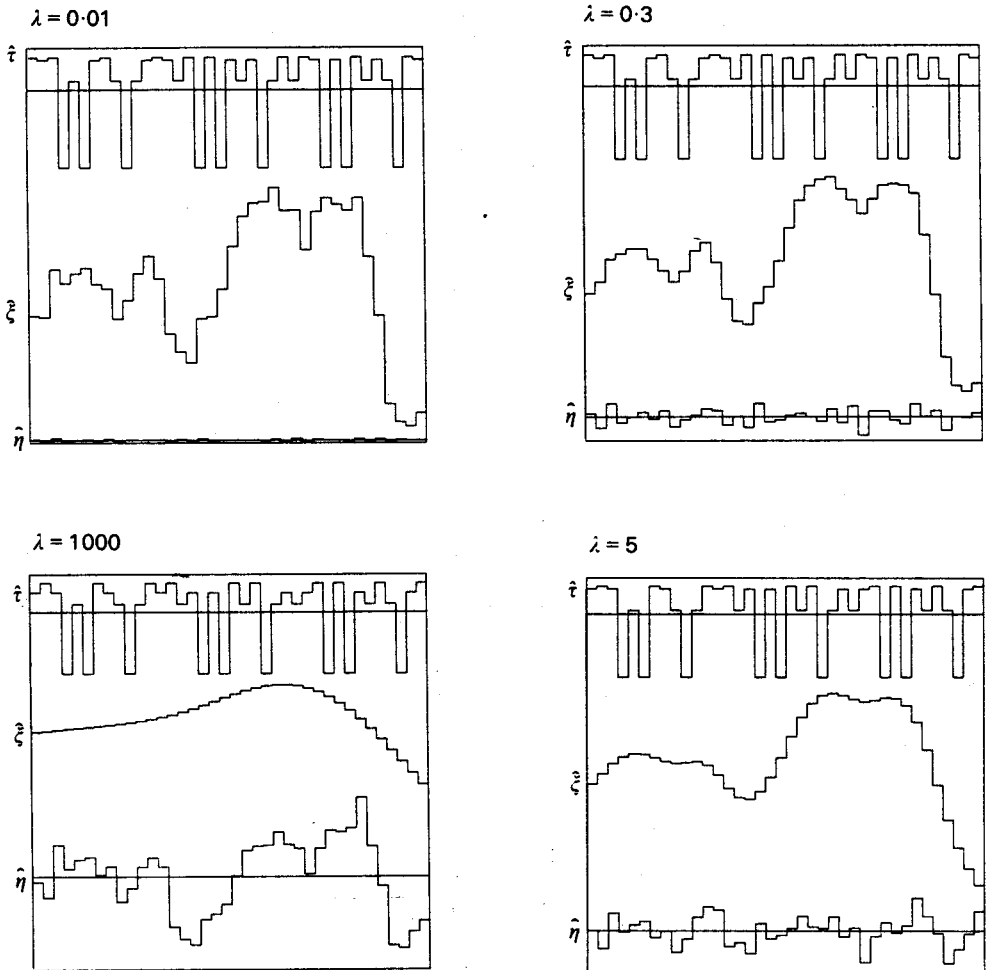 λ = 0·01
τ̂
ξ̂
η̂
λ = 0·3
τ̂
ξ̂
η̂
λ = 1000
τ̂
ξ̂
η̂
λ = 5
τ̂
ξ̂
η̂